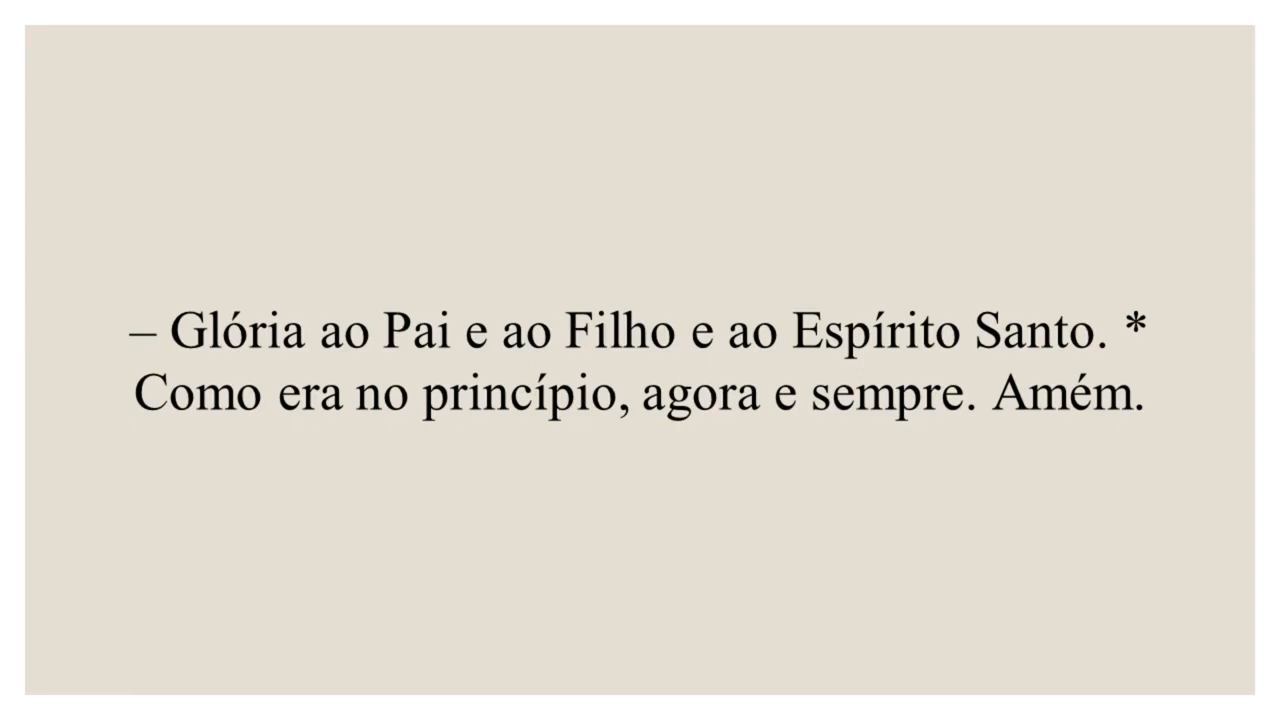 – Glória ao Pai e ao Filho e ao Espírito Santo. *
Como era no princípio, agora e sempre. Amém.